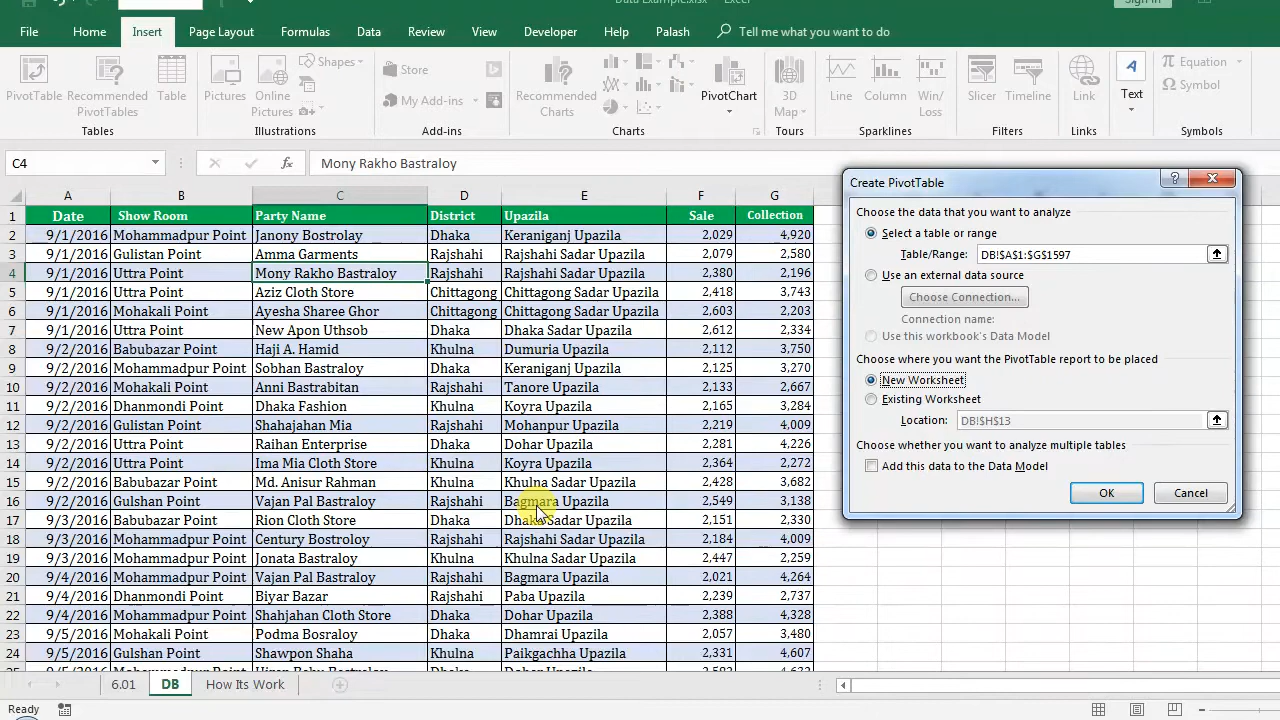 Data Example.xlsx - Excel
Sign in
File Home Insert Page Layout Formulas Data Review View Developer Help Palash Tell me what you want to do
PivotTable
Recommended PivotTables
Table
Tables
Pictures
Online Pictures
Shapes
Illustrations
Store
My Add-ins
Add-ins
Recommended Charts
PivotChart
Charts
3D Map
Tours
Line
Column
Win/ Loss
Sparklines
Slicer
Timeline
Filters
Link
Links
Text
Equation
Symbol
Symbols
C4 fx Mony Rakho Bastraloy
A B C D E F G
1 Date Show Room Party Name District Upazila Sale Collection
2 9/1/2016 Mohammadpur Point Janony Bostrolay Dhaka Keraniganj Upazila 2,029 4,920
3 9/1/2016 Gulistan Point Amma Garments Rajshahi Rajshahi Sadar Upazila 2,079 2,580
4 9/1/2016 Uttra Point Mony Rakho Bastraloy Rajshahi Rajshahi Sadar Upazila 2,380 2,196
5 9/1/2016 Uttra Point Aziz Cloth Store Chittagong Chittagong Sadar Upazila 2,418 3,743
6 9/1/2016 Mohakali Point Ayesha Sharee Ghor Chittagong Chittagong Sadar Upazila 2,603 2,203
7 9/1/2016 Uttra Point New Apon Uthsob Dhaka Dhaka Sadar Upazila 2,612 2,334
8 9/2/2016 Babubazar Point Haji A. Hamid Khulna Dumuria Upazila 2,112 3,750
9 9/2/2016 Mohammadpur Point Sobhan Bastraloy Dhaka Keraniganj Upazila 2,125 3,270
10 9/2/2016 Mohakali Point Anni Bastrabitan Rajshahi Tanore Upazila 2,133 2,667
11 9/2/2016 Dhanmondi Point Dhaka Fashion Khulna Koyra Upazila 2,165 3,284
12 9/2/2016 Gulistan Point Shahajahan Mia Rajshahi Mohanpur Upazila 2,219 4,009
13 9/2/2016 Uttra Point Raihan Enterprise Dhaka Dohar Upazila 2,281 4,226
14 9/2/2016 Uttra Point Ima Mia Cloth Store Khulna Koyra Upazila 2,364 2,272
15 9/2/2016 Babubazar Point Md. Anisur Rahman Khulna Khulna Sadar Upazila 2,428 3,682
16 9/2/2016 Gulshan Point Vajan Pal Bastraloy Rajshahi Bagmara Upazila 2,549 3,138
17 9/3/2016 Babubazar Point Rion Cloth Store Dhaka Dhaka Sadar Upazila 2,151 2,330
18 9/3/2016 Mohammadpur Point Century Bostroloy Rajshahi Rajshahi Sadar Upazila 2,184 4,009
19 9/3/2016 Mohammadpur Point Jonata Bastraloy Khulna Khulna Sadar Upazila 2,447 2,259
20 9/4/2016 Mohammadpur Point Vajan Pal Bastraloy Rajshahi Bagmara Upazila 2,021 4,264
21 9/4/2016 Dhanmondi Point Biyar Bazar Rajshahi Paba Upazila 2,239 2,737
22 9/4/2016 Mohammadpur Point Shahjahan Cloth Store Dhaka Dohar Upazila 2,388 4,328
23 9/5/2016 Mohakali Point Podma Bosraloy Dhaka Dhamrai Upazila 2,057 3,480
24 9/5/2016 Gulshan Point Shawpon Shaha Khulna Paikgachha Upazila 2,331 4,607
Create PivotTable
Choose the data that you want to analyze
Select a table or range
Table/Range: DB!$A$1:$G$1597
Use an external data source
Choose Connection...
Connection name:
Use this workbook's Data Model
Choose where you want the PivotTable report to be placed
New Worksheet
Existing Worksheet
Location: DB!$H$13
Choose whether you want to analyze multiple tables
Add this data to the Data Model
OK Cancel
6.01 DB How Its Work
Ready